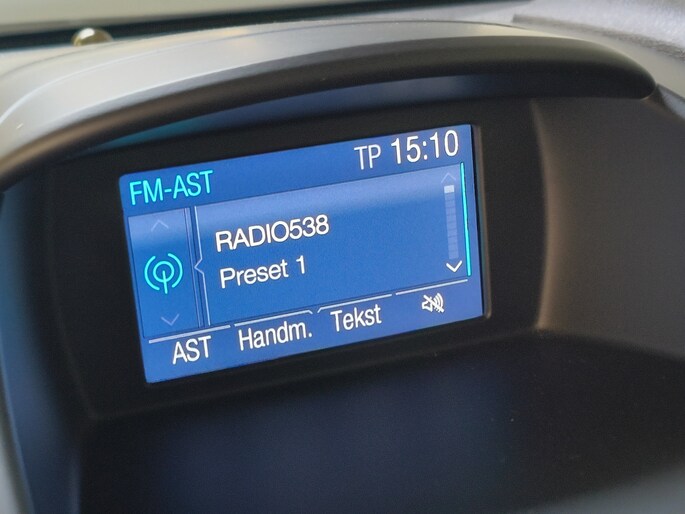 FM-AST TP 15:10
RADIO538
Preset 1
AST Handm. Tekst